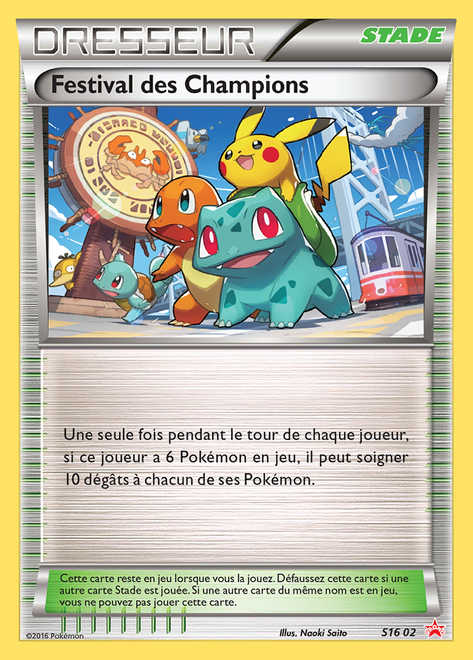 DRESSEUR
STADE
Festival des Champions
Une seule fois pendant le tour de chaque joueur,
si ce joueur a 6 Pokémon en jeu, il peut soigner
10 dégâts à chacun de ses Pokémon.
Cette carte reste en jeu lorsque vous la jouez. Défaussez cette carte si une
autre carte Stade est jouée. Si une autre carte du même nom est en jeu,
vous ne pouvez pas jouer cette carte.
©2016 Pokémon
Illus. Naoki Saito
S16 02